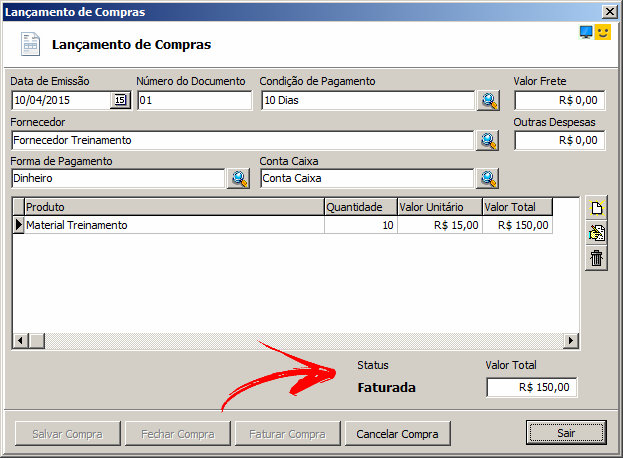 Lançamento de Compras
Lançamento de Compras
Data de Emissão Número do Documento Condição de Pagamento Valor Frete
10/04/2015 15 01 10 Dias R$ 0,00
Fornecedor Outras Despesas
Fornecedor Treinamento R$ 0,00
Forma de Pagamento Conta Caixa
Dinheiro Conta Caixa
Produto Quantidade Valor Unitário Valor Total
Material Treinamento 10 R$ 15,00 R$ 150,00
Status Valor Total
Faturada R$ 150,00
Salvar Compra Fechar Compra Faturar Compra Cancelar Compra Sair